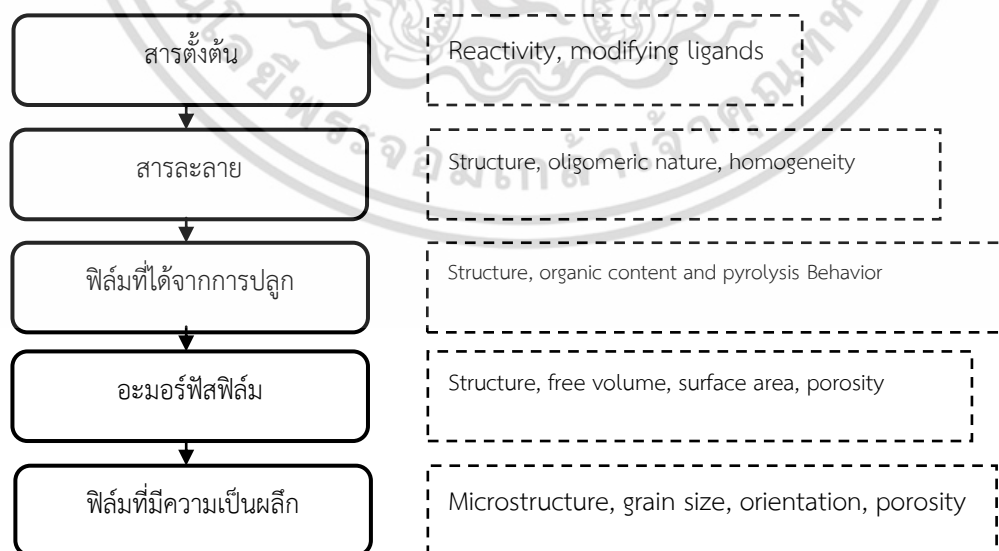 สารตั้งต้น
Reactivity, modifying ligands
สารละลาย
Structure, oligomeric nature, homogeneity
ฟิล์มที่ได้จากการปลูก
Structure, organic content and pyrolysis Behavior
อะมอร์ฟัสฟิล์ม
Structure, free volume, surface area, porosity
ฟิล์มที่มีความเป็นผลึก
Microstructure, grain size, orientation, porosity